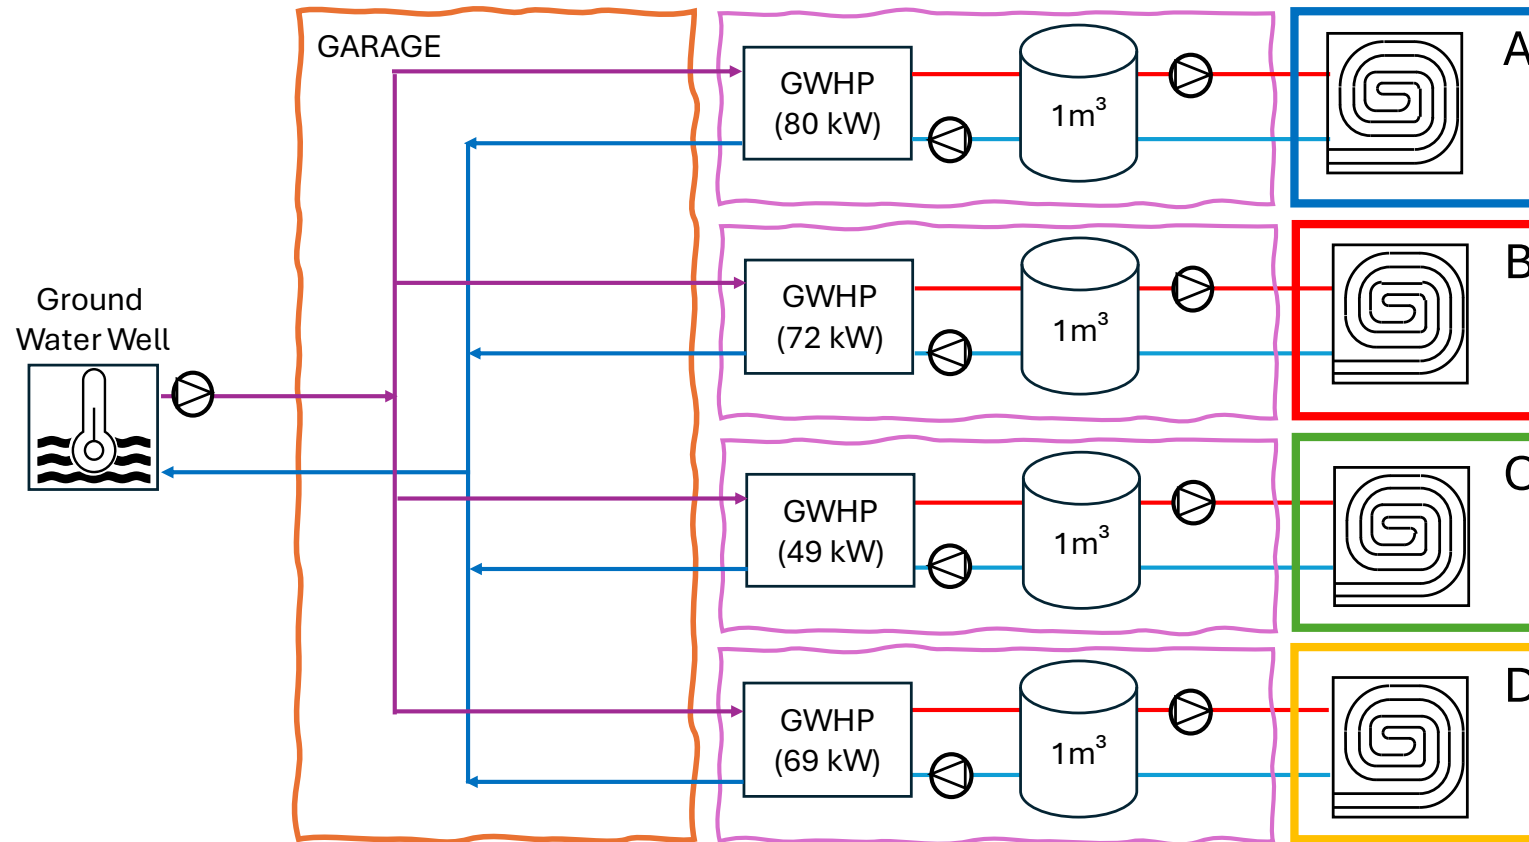 GARAGE
GWHP
(80 kW)
1m³
A
GWHP
(72 kW)
1m³
B
Ground
Water Well
GWHP
(49 kW)
1m³
C
GWHP
(69 kW)
1m³
D